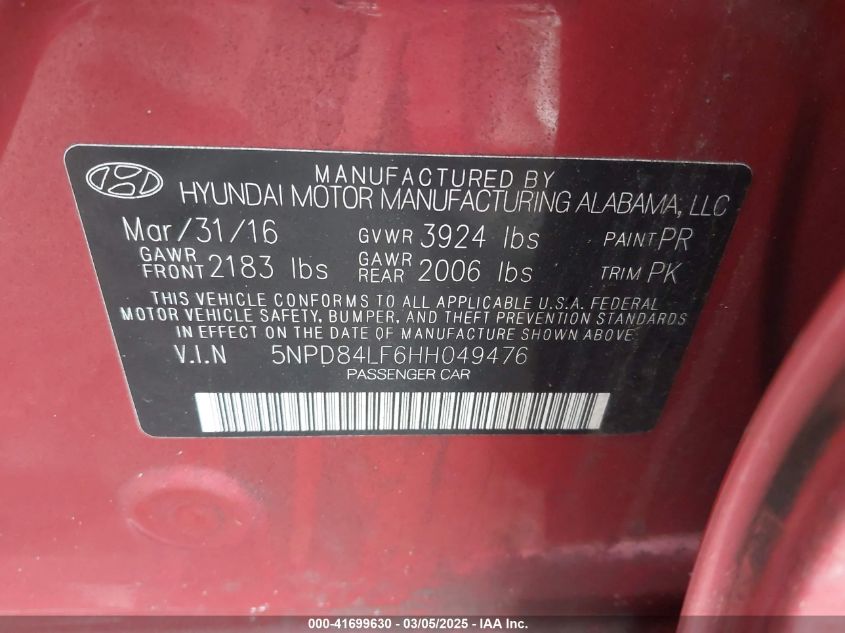 MANUFACTURED BY
HYUNDAI MOTOR MANUFACTURING ALABAMA, LLC
Mar/31/16 GVWR 3924 lbs PAINT PR
GAWR FRONT 2183 lbs GAWR REAR 2006 lbs TRIM PK
THIS VEHICLE CONFORMS TO ALL APPLICABLE U.S.A. FEDERAL
MOTOR VEHICLE SAFETY, BUMPER, AND THEFT PREVENTION STANDARDS
IN EFFECT ON THE DATE OF MANUFACTURE SHOWN ABOVE.
V.I.N 5NPD84LF6HH049476
PASSENGER CAR
000-41699630 - 03/05/2025 - IAA Inc.